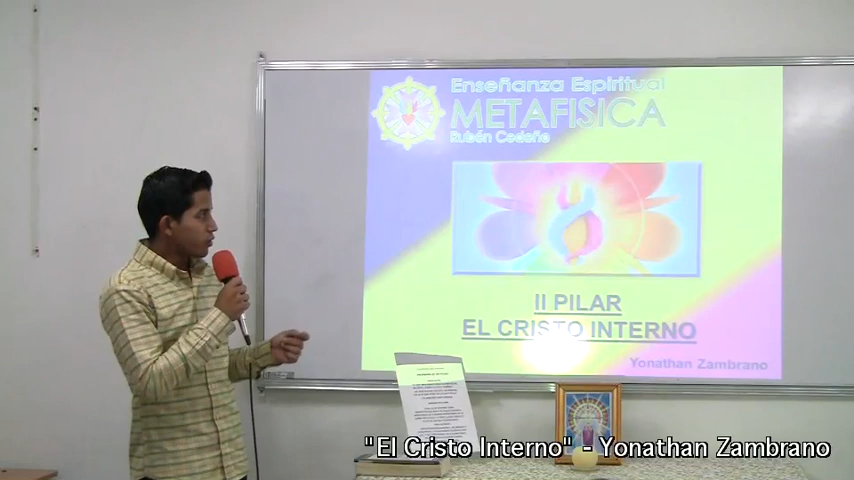 Enseñanza Espiritual
METAFISICA
Rubén Cedeño
II PILAR
EL CRISTO INTERNO
Yonathan Zambrano
"El Cristo Interno" - Yonathan Zambrano